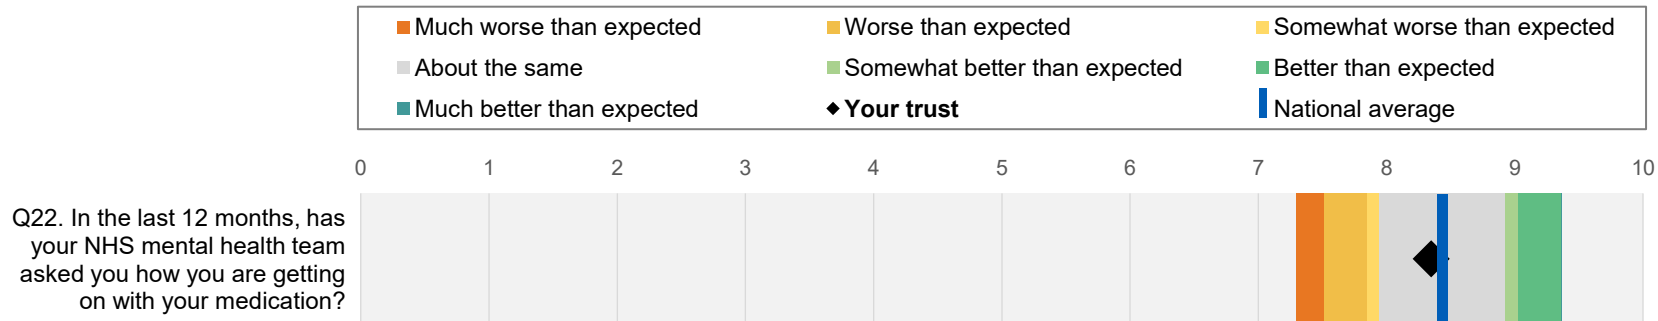 Much worse than expected
Worse than expected
Somewhat worse than expected
About the same
Somewhat better than expected
Better than expected
Much better than expected
Your trust
National average
0 1 2 3 4 5 6 7 8 9 10
Q22. In the last 12 months, has
your NHS mental health team
asked you how you are getting
on with your medication?